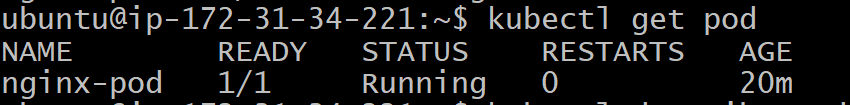 ubuntu@ip-172-31-34-221:~$ kubectl get pod
NAME READY STATUS RESTARTS AGE
nginx-pod 1/1 Running 0 20m